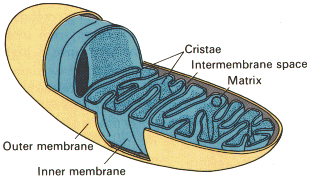 Cristae
Intermembrane space
Matrix
Outer membrane
Inner membrane